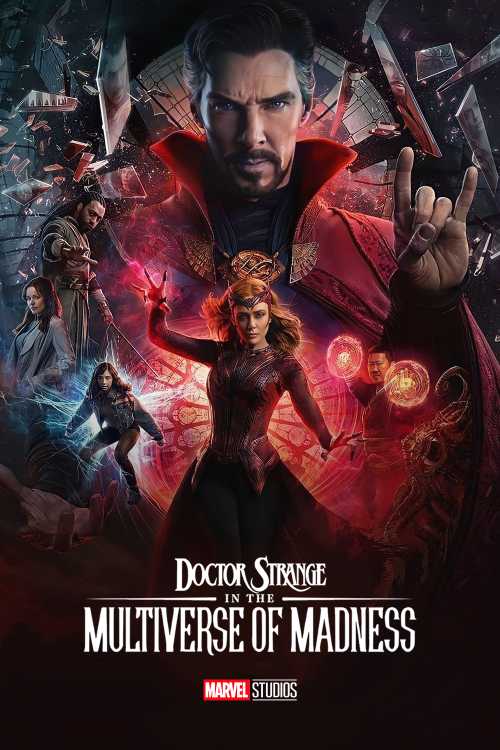 DOCTOR STRANGE
IN THE
MULTIVERSE OF MADNESS
MARVEL STUDIOS